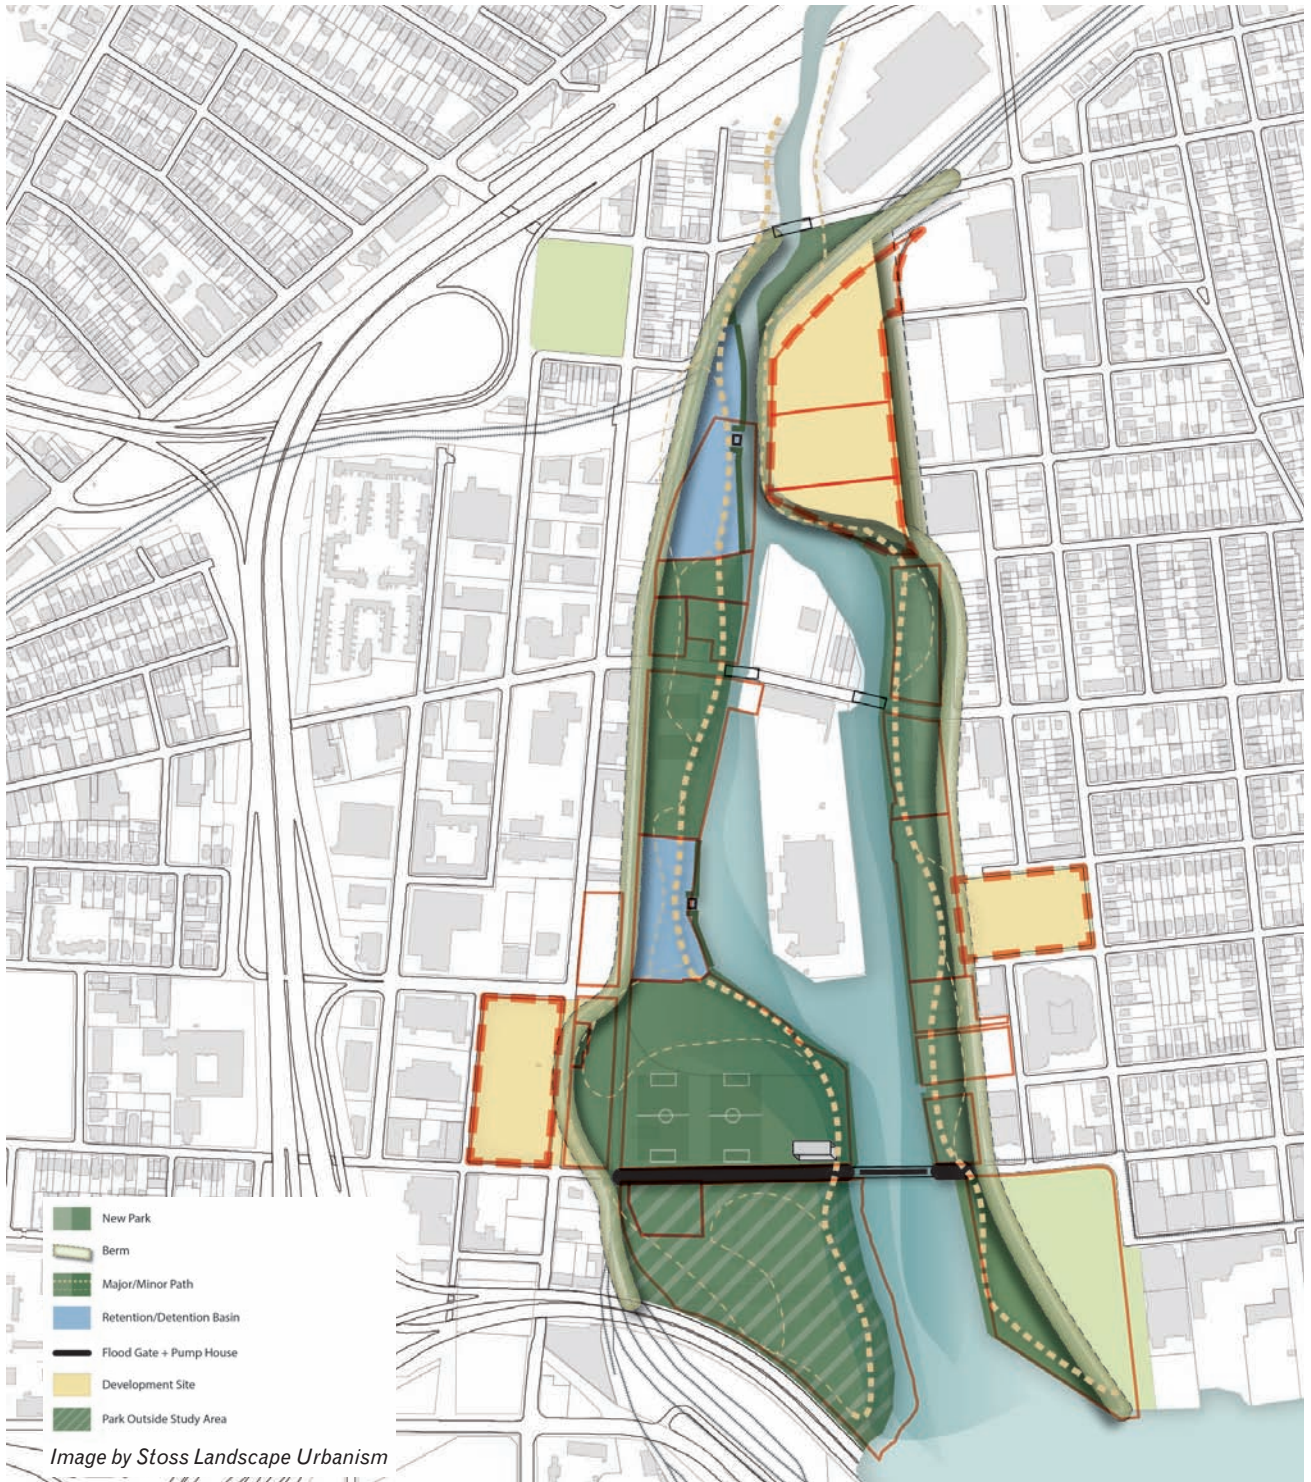 New Park
Berm
Major/Minor Path
Retention/Detention Basin
Flood Gate + Pump House
Development Site
Park Outside Study Area
Image by Stoss Landscape Urbanism